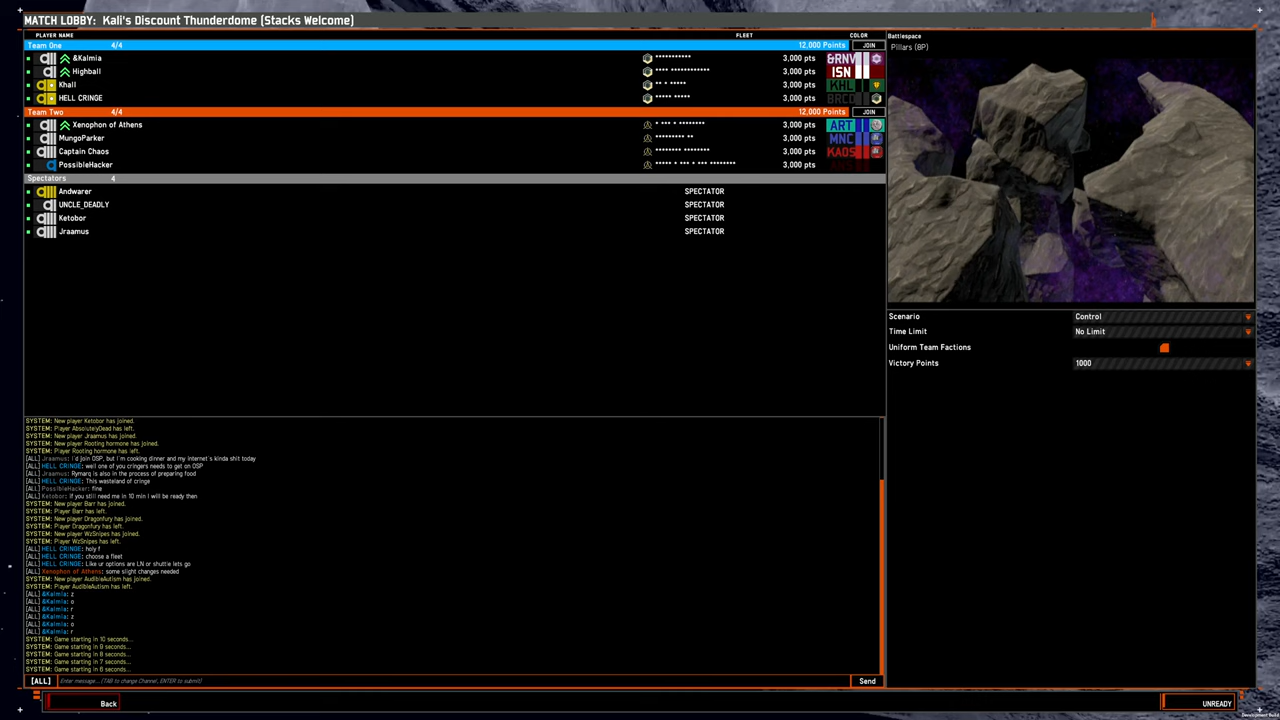 MATCH LOBBY: Kali's Discount Thunderdome (Stacks Welcome)
PLAYER NAME FLEET COLOR
Team One 4/4 12,000 Points JOIN
&Kalmia *********** 3,000 pts &RNV
Highball **** ************ 3,000 pts ISN
Khall ** * ***** 3,000 pts KHL
HELL CRINGE ***** ***** 3,000 pts BRCD
Team Two 4/4 12,000 Points JOIN
Xenophon of Athens * *** * ******** 3,000 pts ART
MungoParker ********* ** 3,000 pts MNC
Captain Chaos ******** ******** 3,000 pts KAOS
PossibleHacker ***** * *** * *** ******** 3,000 pts
Spectators 4
Andwarer SPECTATOR
UNCLE_DEADLY SPECTATOR
Ketobor SPECTATOR
Jraamus SPECTATOR
Battlespace
Pillars (8P)
Scenario Control
Time Limit No Limit
Uniform Team Factions
Victory Points 1000
SYSTEM: New player Ketobor has joined.
SYSTEM: Player AbsolutelyDead has left.
SYSTEM: New player Jraamus has joined.
SYSTEM: New player Rooting hormone has joined.
SYSTEM: Player Rooting hormone has left.
[ALL] Jraamus: I'd join OSP, but I'm cooking dinner and my Internet's kinda shit today
[ALL] HELL CRINGE: well one of you cringers needs to get on OSP
[ALL] Jraamus: Rymarq is also in the process of preparing food
[ALL] HELL CRINGE: This wasteland of cringe
[ALL] PossibleHacker: fine
[ALL] Ketobor: if you still need me in 10 min I will be ready then
SYSTEM: New player Barr has joined.
SYSTEM: Player Barr has left.
SYSTEM: New player Dragonfury has joined.
SYSTEM: Player Dragonfury has left.
SYSTEM: New player WzSnipes has joined.
SYSTEM: Player WzSnipes has left.
[ALL] HELL CRINGE: holy f
[ALL] HELL CRINGE: choose a fleet
[ALL] HELL CRINGE: Like ur options are LN or shuttle lets go
[ALL] Xenophon of Athens: some slight changes needed
SYSTEM: New player AudibleAutism has joined.
SYSTEM: Player AudibleAutism has left.
[ALL] &Kalmia: z
[ALL] &Kalmia: o
[ALL] &Kalmia: r
[ALL] &Kalmia: z
[ALL] &Kalmia: o
[ALL] &Kalmia: r
SYSTEM: Game starting in 10 seconds...
SYSTEM: Game starting in 9 seconds...
SYSTEM: Game starting in 8 seconds...
SYSTEM: Game starting in 7 seconds...
SYSTEM: Game starting in 6 seconds...
[ALL] Enter message... (TAB to change Channel, ENTER to submit) Send
Back UNREADY
Development Build